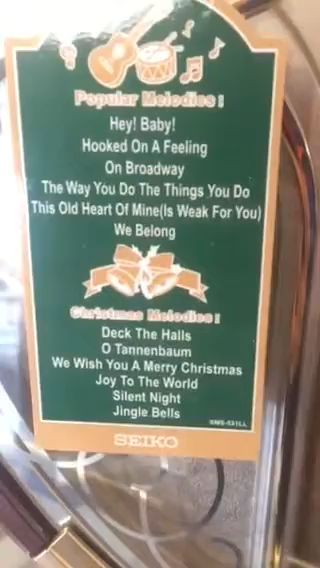 Popular Melodies:
Hey! Baby!
Hooked On A Feeling
On Broadway
The Way You Do The Things You Do
This Old Heart Of Mine(Is Weak For You)
We Belong
Christmas Melodies:
Deck The Halls
O Tannenbaum
We Wish You A Merry Christmas
Joy To The World
Silent Night
Jingle Bells
SEIKO